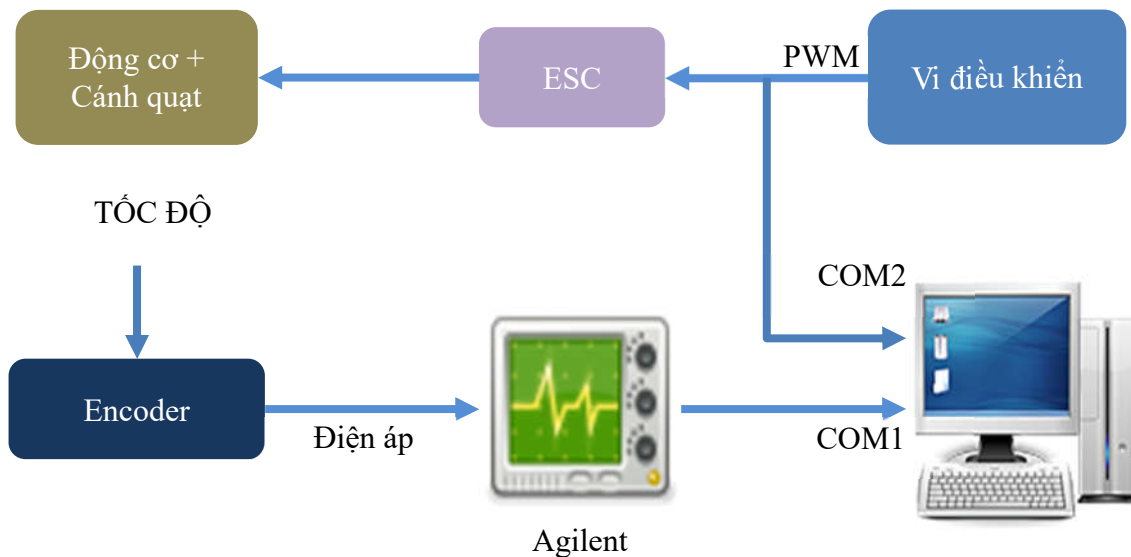 Động cơ +
Cánh quạt
ESC
PWM
Vi điều khiển
TỐC ĐỘ
COM2
Encoder
Điện áp
COM1
Agilent